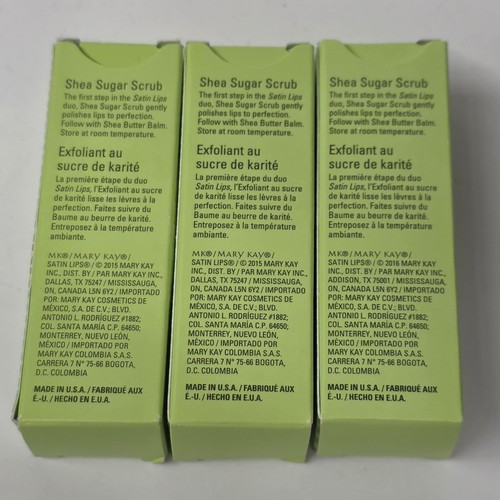 Shea Sugar Scrub
The first step in the Satin Lips
duo, Shea Sugar Scrub gently
polishes lips to perfection.
Follow with Shea Butter Balm.
Store at room temperature.
Exfoliant au
sucre de karité
La première étape du duo
Satin Lips, l'Exfoliant au sucre
de karité lisse les lèvres à la
perfection. Faites suivre du
Baume au beurre de karité.
Entreposez à la température
ambiante.
MK®/MARY KAY®/
SATIN LIPS®/©2015 MARY KAY
INC., DIST. BY / PAR MARY KAY INC.,
DALLAS, TX 75247 / MISSISSAUGA,
ON, CANADA L5N 6Y2 / IMPORTADO
POR: MARY KAY COSMETICS DE
MÉXICO, S.A. DE C.V.; BLVD.
ANTONIO L. RODRÍGUEZ #1882;
COL. SANTA MARÍA C.P. 64650;
MONTERREY, NUEVO LEÓN,
MÉXICO / IMPORTADO POR
MARY KAY COLOMBIA S.A.S.
CARRERA 7 N° 75-66 BOGOTA,
D.C. COLOMBIA
MADE IN U.S.A. / FABRIQUÉ AUX
É.-U. / HECHO EN E.U.A.
Shea Sugar Scrub
The first step in the Satin Lips
duo, Shea Sugar Scrub gently
polishes lips to perfection.
Follow with Shea Butter Balm.
Store at room temperature.
Exfoliant au
sucre de karité
La première étape du duo
Satin Lips, l'Exfoliant au sucre
de karité lisse les lèvres à la
perfection. Faites suivre du
Baume au beurre de karité.
Entreposez à la température
ambiante.
MK®/MARY KAY®/
SATIN LIPS®/©2015 MARY KAY
INC., DIST. BY / PAR MARY KAY INC.,
DALLAS, TX 75247 / MISSISSAUGA,
ON, CANADA L5N 6Y2 / IMPORTADO
POR: MARY KAY COSMETICS DE
MÉXICO, S.A. DE C.V.; BLVD.
ANTONIO L. RODRÍGUEZ #1882;
COL. SANTA MARÍA C.P. 64650;
MONTERREY, NUEVO LEÓN,
MÉXICO / IMPORTADO POR
MARY KAY COLOMBIA S.A.S.
CARRERA 7 N° 75-66 BOGOTA,
D.C. COLOMBIA
MADE IN U.S.A. / FABRIQUÉ AUX
É.-U. / HECHO EN E.U.A.
Shea Sugar Scrub
The first step in the Satin Lips
duo, Shea Sugar Scrub gently
polishes lips to perfection.
Follow with Shea Butter Balm.
Store at room temperature.
Exfoliant au
sucre de karité
La première étape du duo
Satin Lips, l'Exfoliant au sucre
de karité lisse les lèvres à la
perfection. Faites suivre du
Baume au beurre de karité.
Entreposez à la température
ambiante.
MK®/MARY KAY®/
SATIN LIPS®/©2016 MARY KAY
INC., DIST. BY / PAR MARY KAY INC.,
ADDISON, TX 75001 / MISSISSAUGA,
ON, CANADA L5N 6Y2 / IMPORTADO
POR: MARY KAY COSMETICS DE
MÉXICO, S.A. DE C.V.; BLVD.
ANTONIO L. RODRÍGUEZ #1882;
COL. SANTA MARÍA C.P. 64650;
MONTERREY, NUEVO LEÓN,
MÉXICO / IMPORTADO POR
MARY KAY COLOMBIA S.A.S.
CARRERA 7 N° 75-66 BOGOTA,
D.C. COLOMBIA
MADE IN U.S.A. / FABRIQUÉ AUX
É.-U. / HECHO EN E.U.A.